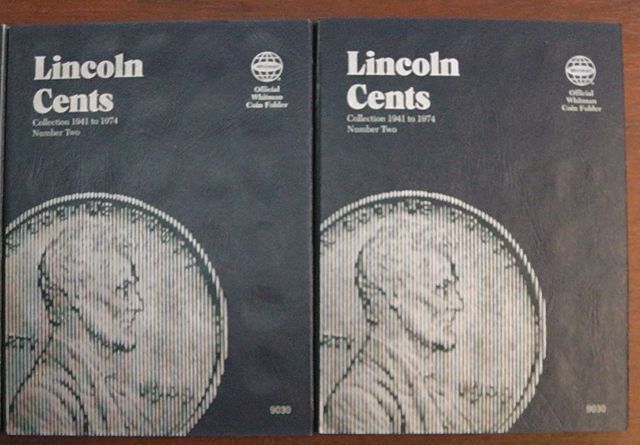 Lincoln
Cents
Collection 1941 to 1974
Number Two
Official
Whitman
Coin Folder
9030
Lincoln
Cents
Collection 1941 to 1974
Number Two
Official
Whitman
Coin Folder
9030